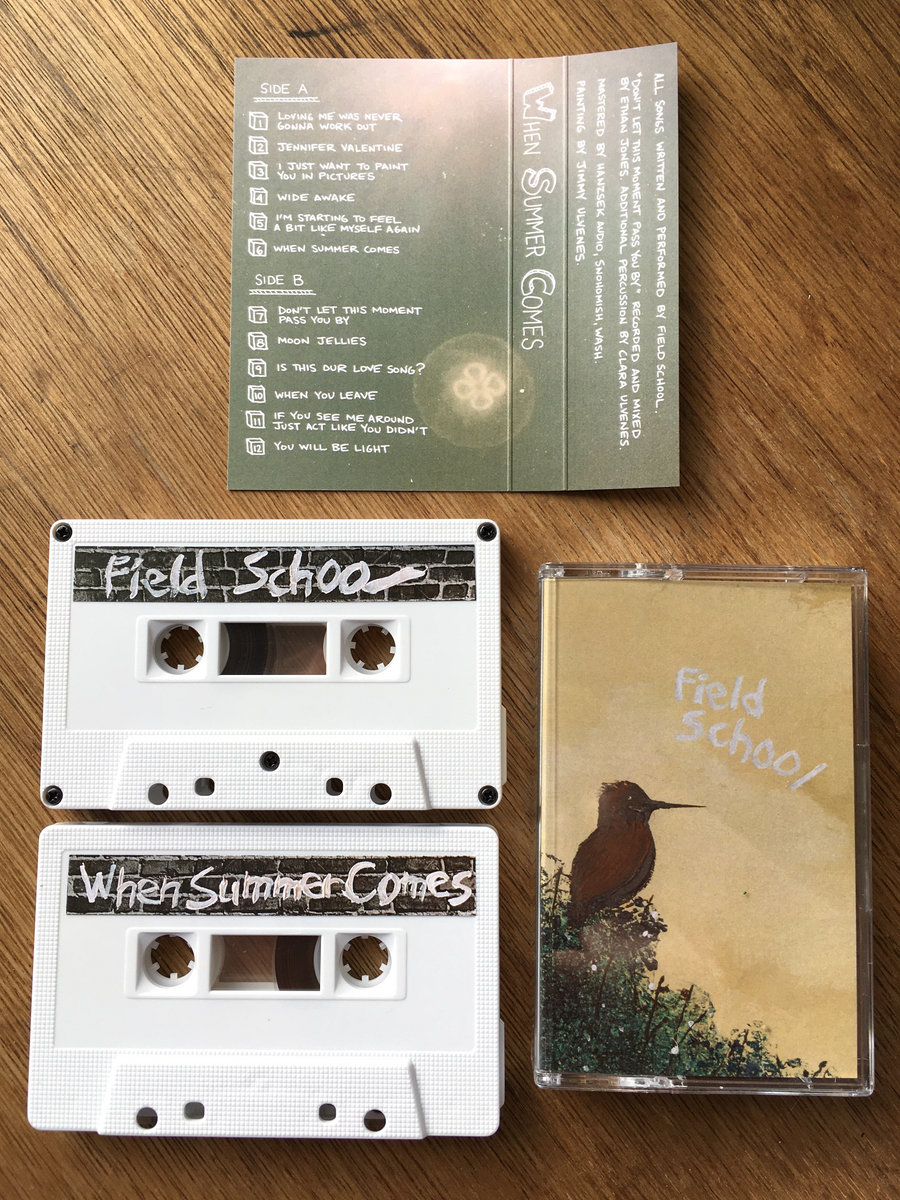 SIDE A
1 LOVING ME WAS NEVER
GONNA WORK OUT
2 JENNIFER VALENTINE
3 I JUST WANT TO PAINT
YOU IN PICTURES
4 WIDE AWAKE
5 I'M STARTING TO FEEL
A BIT LIKE MYSELF AGAIN
6 WHEN SUMMER COMES
SIDE B
7 DON'T LET THIS MOMENT
PASS YOU BY
8 MOON JELLIES
9 IS THIS OUR LOVE SONG?
10 WHEN YOU LEAVE
11 IF YOU SEE ME AROUND
JUST ACT LIKE YOU DIDN'T
12 YOU WILL BE LIGHT
WHEN SUMMER COMES
ALL SONGS WRITTEN AND PERFORMED BY FIELD SCHOOL.
"DON'T LET THIS MOMENT PASS YOU BY" RECORDED AND MIXED
BY ETHAN JONES. ADDITIONAL PERCUSSION BY CLARA ULVENES.
MASTERED BY HANZSEK AUDIO, SNOHOMISH, WASH.
PAINTING BY JIMMY ULVENES.
Field School
When Summer Comes
Field
School